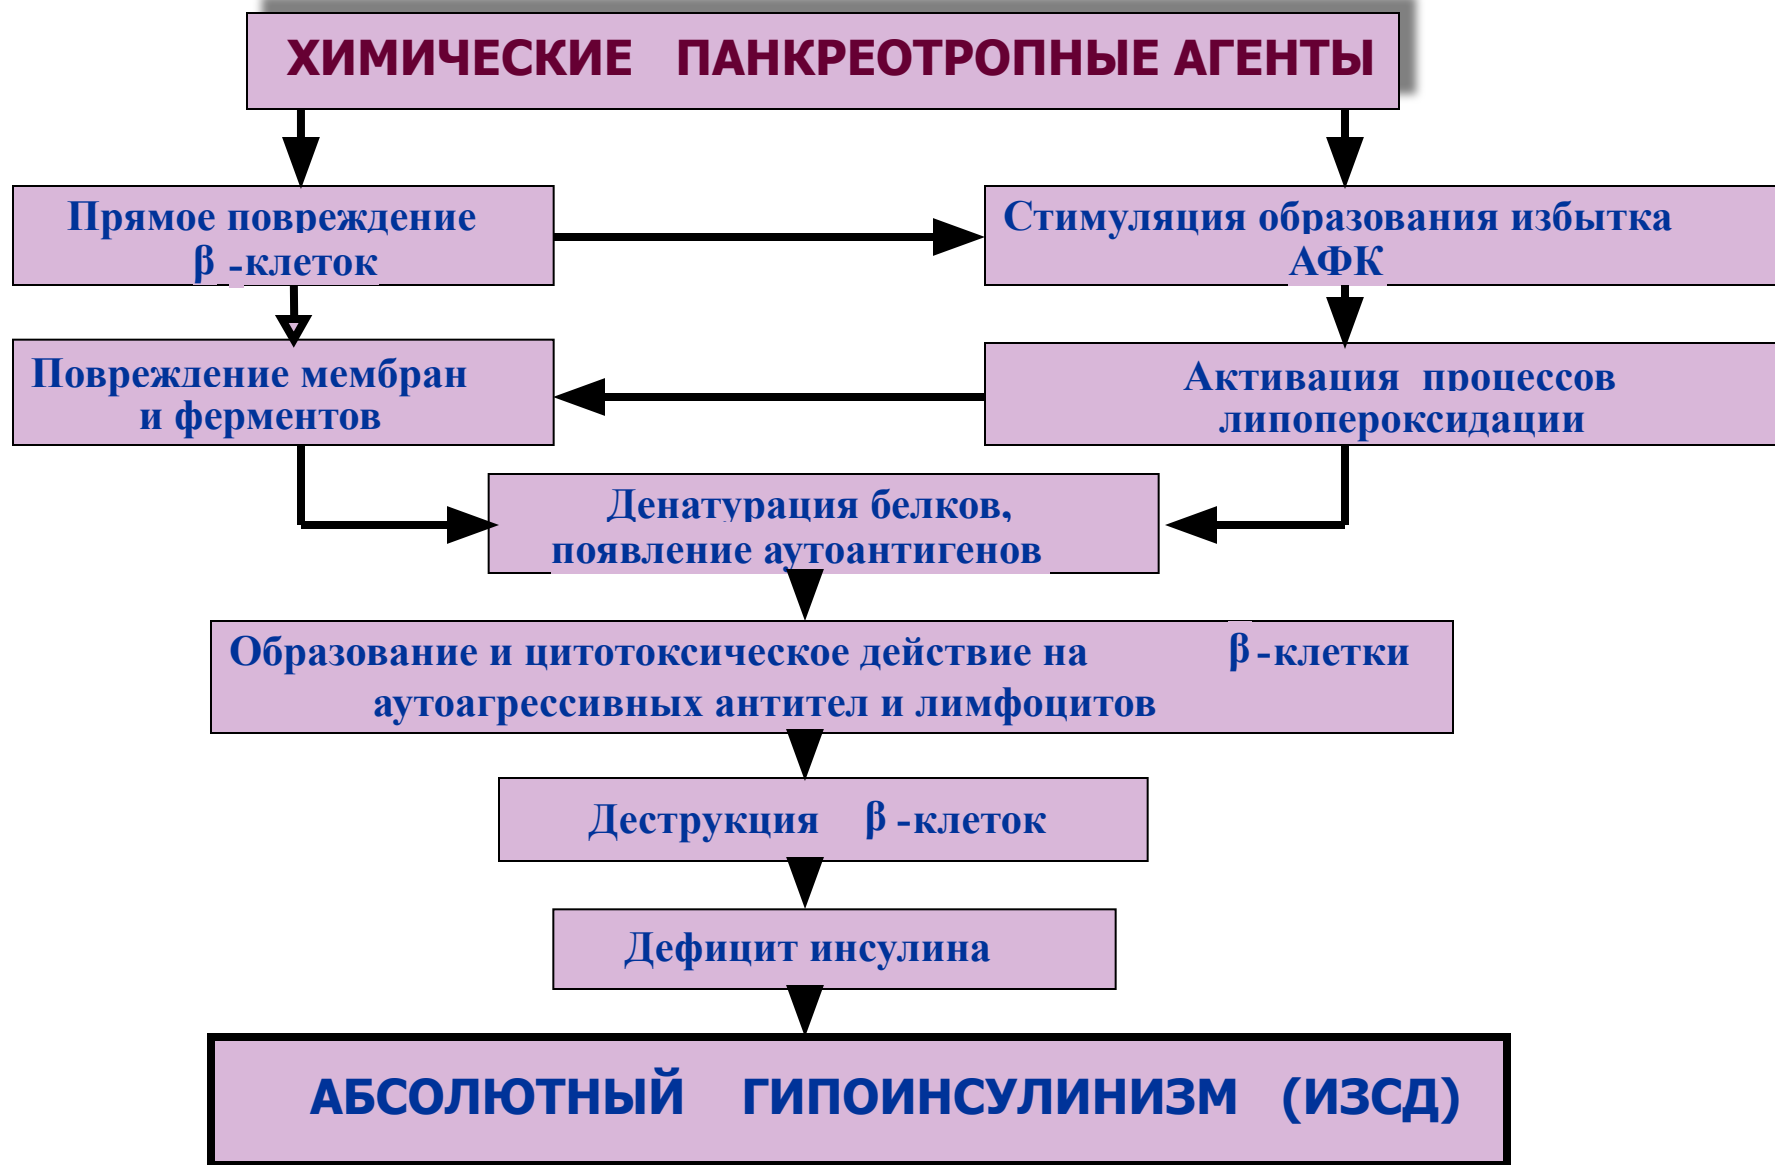 ХИМИЧЕСКИЕ ПАНКРЕОТРОПНЫЕ АГЕНТЫ
Прямое повреждение
β -клеток
Стимуляция образования избытка
АФК
Повреждение мембран
и ферментов
Активация процессов
липопероксидации
Денатурация белков,
появление аутоантигенов
Образование и цитотоксическое действие на β-клетки
аутоагрессивных антител и лимфоцитов
Деструкция β -клеток
Дефицит инсулина
АБСОЛЮТНЫЙ ГИПОИНСУЛИНИЗМ (ИЗСД)